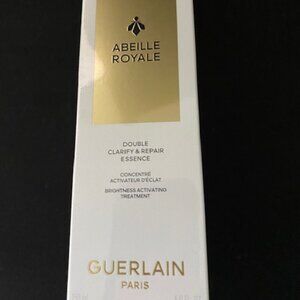 ABEILLE
ROYALE
DOUBLE
CLARIFY & REPAIR
ESSENCE
CONCENTRÉ
ACTIVATEUR D'ÉCLAT
BRIGHTNESS ACTIVATING
TREATMENT
GUERLAIN
PARIS